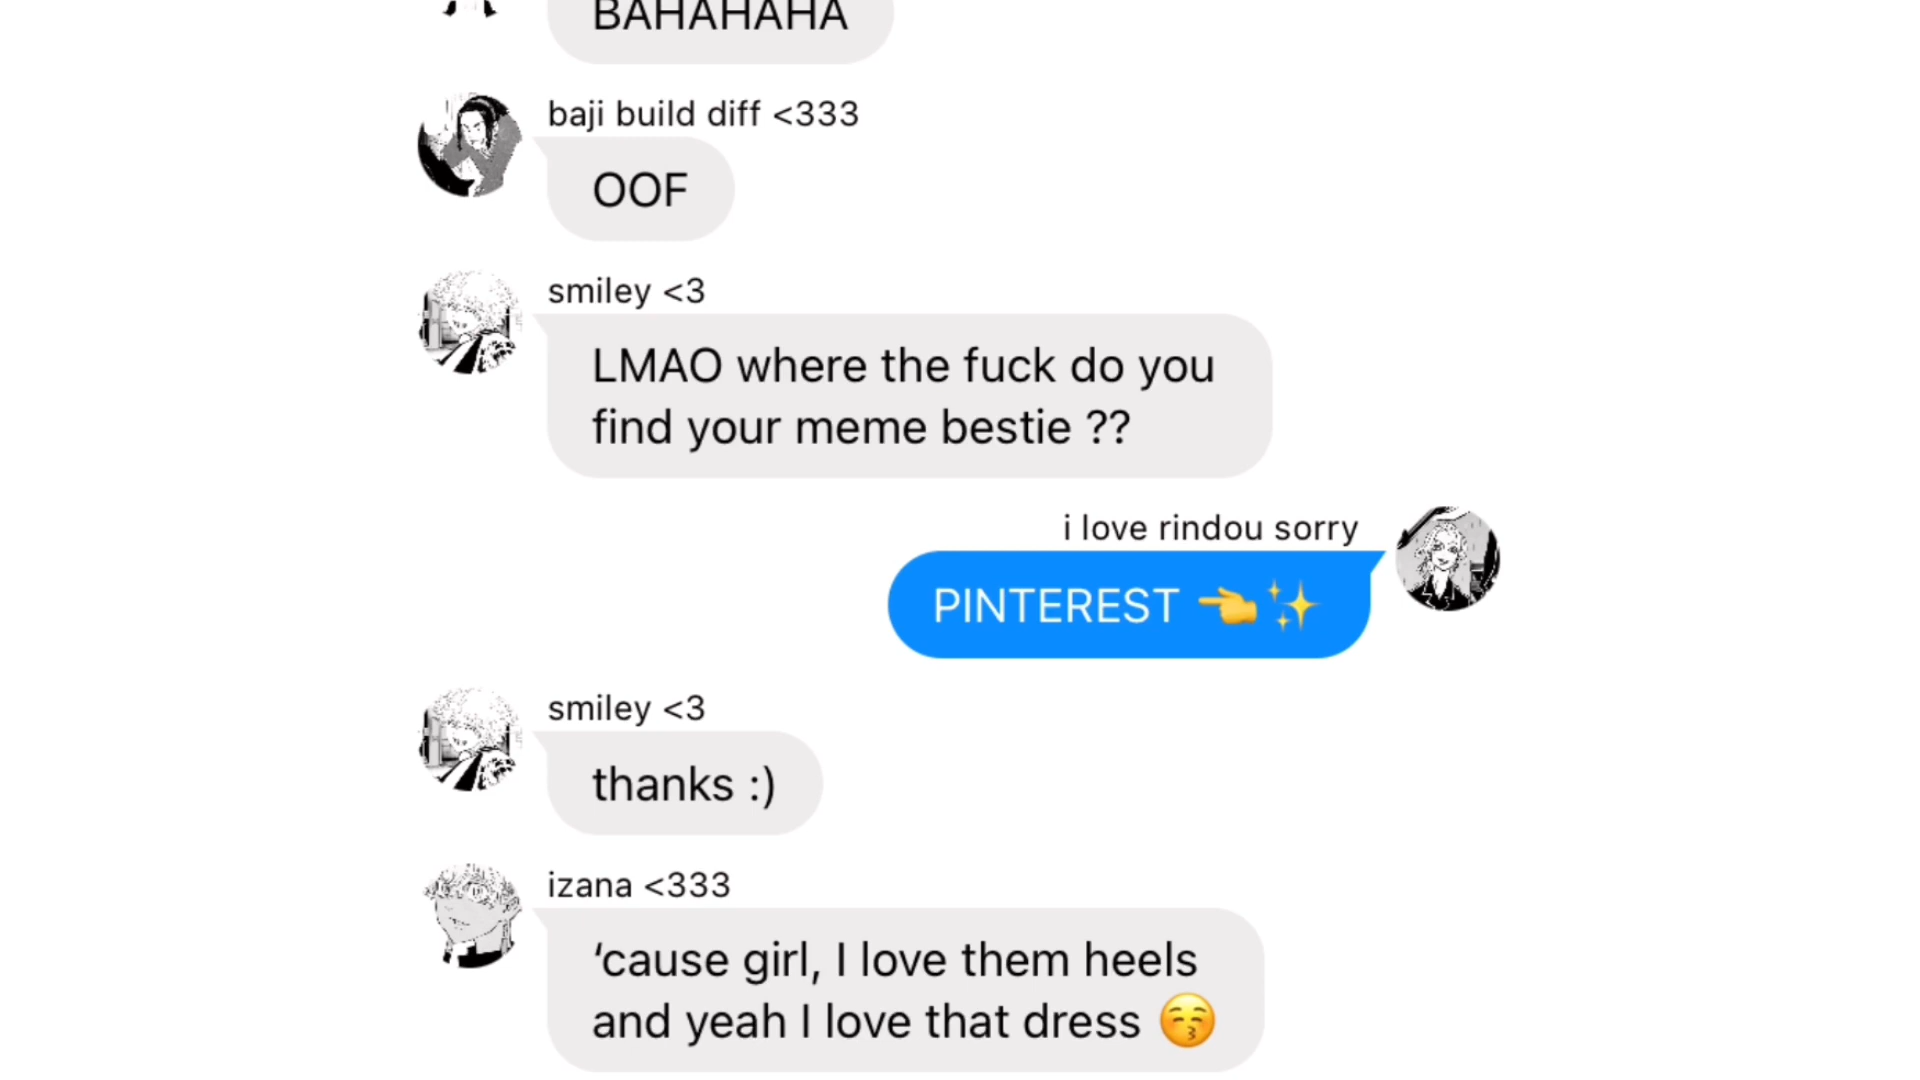 BAHAHAHA
baji build diff <333
OOF
smiley <3
LMAO where the fuck do you
find your meme bestie ??
i love rindou sorry
PINTEREST 👈✨
smiley <3
thanks :)
izana <333
‘cause girl, I love them heels
and yeah I love that dress 😚